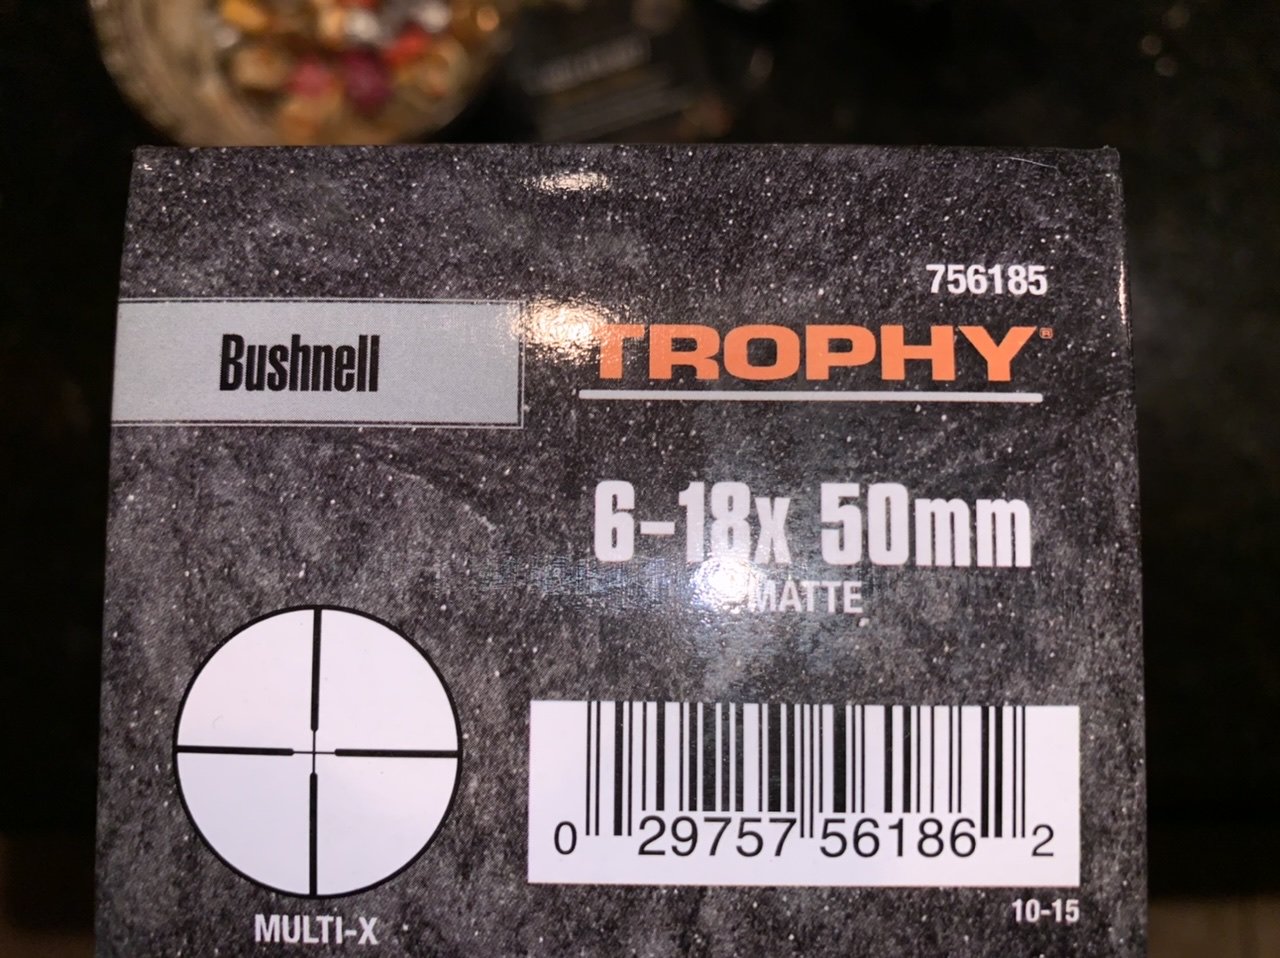 756185
Bushnell
TROPHY®
6-18x 50mm
MATTE
0 29757 56186 2
10-15
MULTI-X